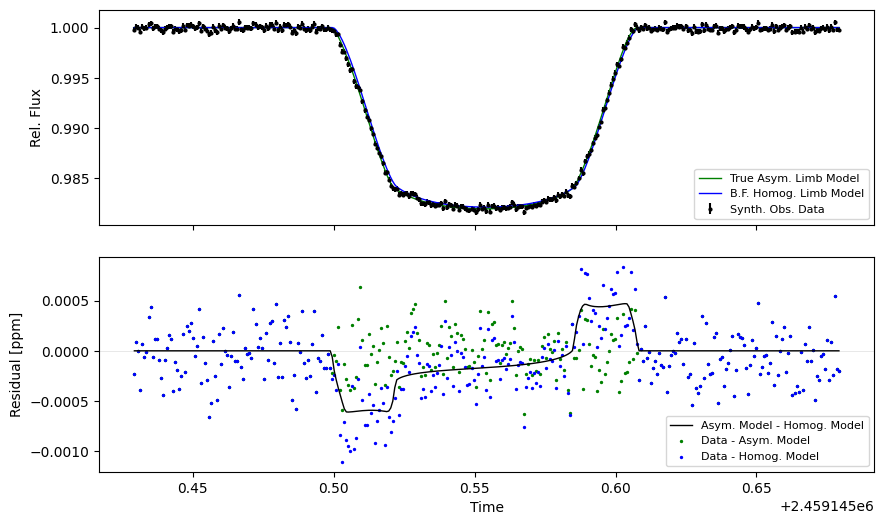 1.000
0.995
0.990
0.985
Rel. Flux
True Asym. Limb Model
B.F. Homog. Limb Model
Synth. Obs. Data
0.0005
0.0000
−0.0005
−0.0010
Residual [ppm]
Asym. Model - Homog. Model
Data - Asym. Model
Data - Homog. Model
0.45 0.50 0.55 0.60 0.65
Time
+2.459145e6